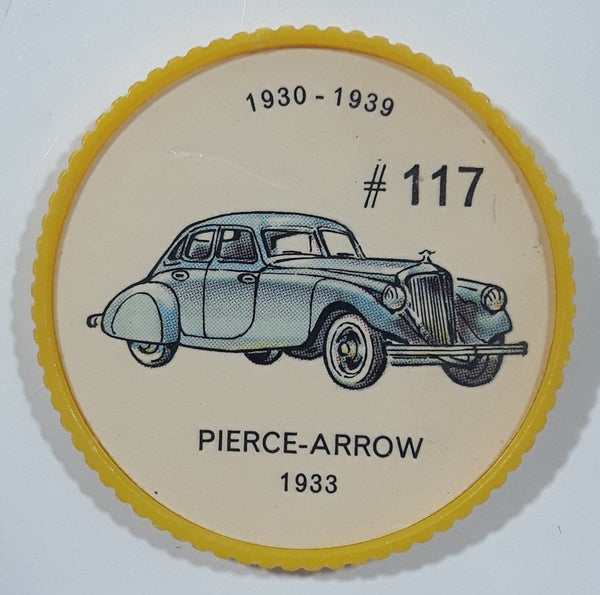 1930 - 1939
# 117
PIERCE-ARROW
1933